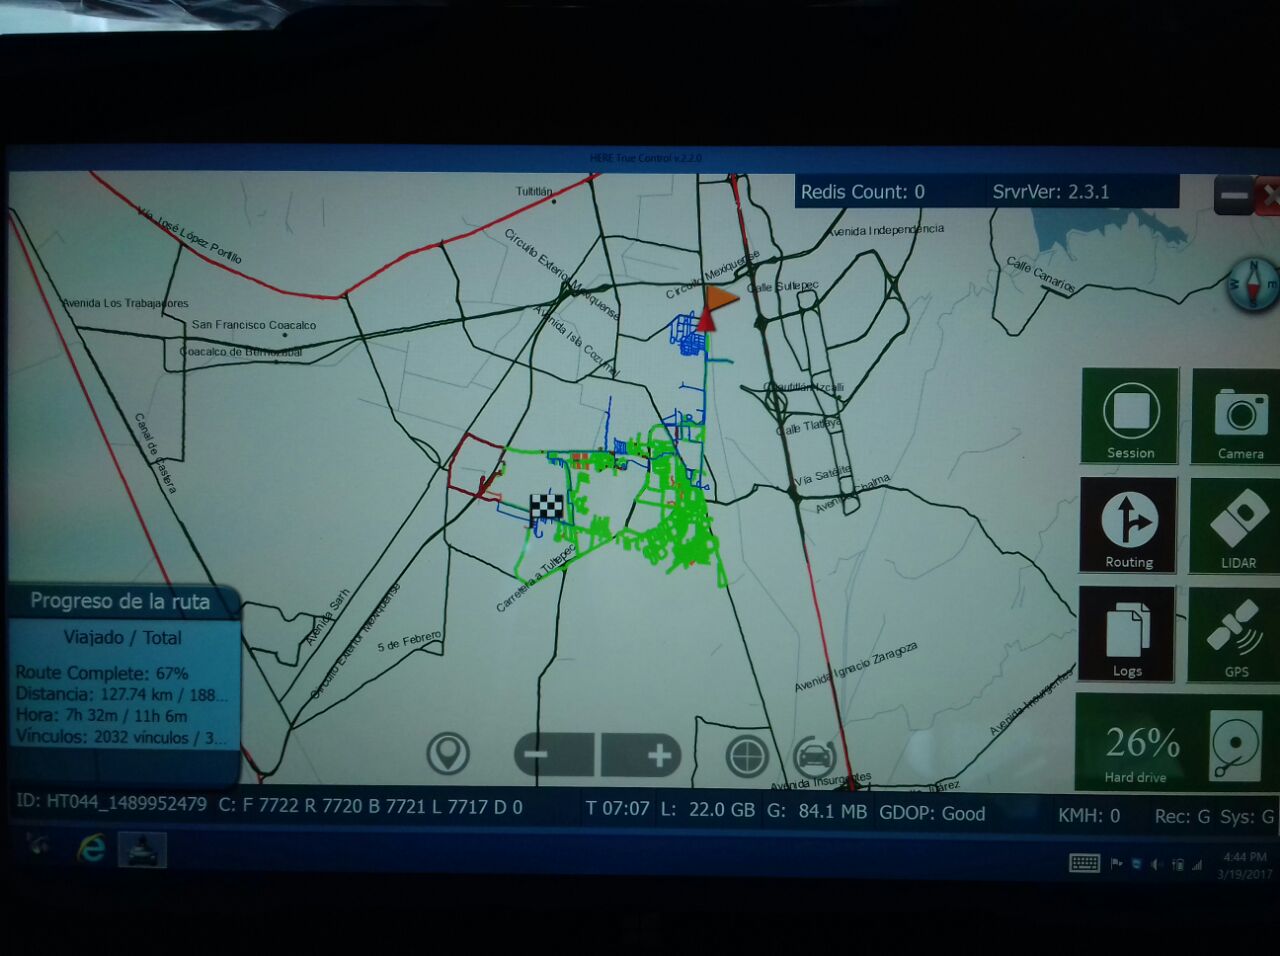 HERE True Control v.2.2.0
Redis Count: 0 SrvrVer: 2.3.1
Tultitlán
Vía José López Portillo
Circuito Exterior Mexiquense
Circuito Mexiquense
Avenida Independencia
Calle Canarios
Calle Sultepec
Avenida Los Trabajadores
San Francisco Coacalco
Coacalco de Berriozábal
Avenida Isla Cozumel
Cuautitlán Izcalli
Calle Tlatlaya
Canal de Castera
Vía Satélite
Avenida Chalma
Carretera a Tultepec
Avenida Sarh
Circuito Exterior Mexiquense
5 de Febrero
Avenida Ignacio Zaragoza
Avenida Insurgentes
Avenida Insurgentes
Juárez
N
W
E
Session
Camera
Routing
LIDAR
Logs
GPS
26%
Hard drive
Progreso de la ruta
Viajado / Total
Route Complete: 67%
Distancia: 127.74 km / 188...
Hora: 7h 32m / 11h 6m
Vínculos: 2032 vínculos / 3...
ID: HT044_1489952479 C: F 7722 R 7720 B 7721 L 7717 D 0 T 07:07 L: 22.0 GB G: 84.1 MB GDOP: Good KMH: 0 Rec: G Sys: G
4:44 PM
3/19/2017